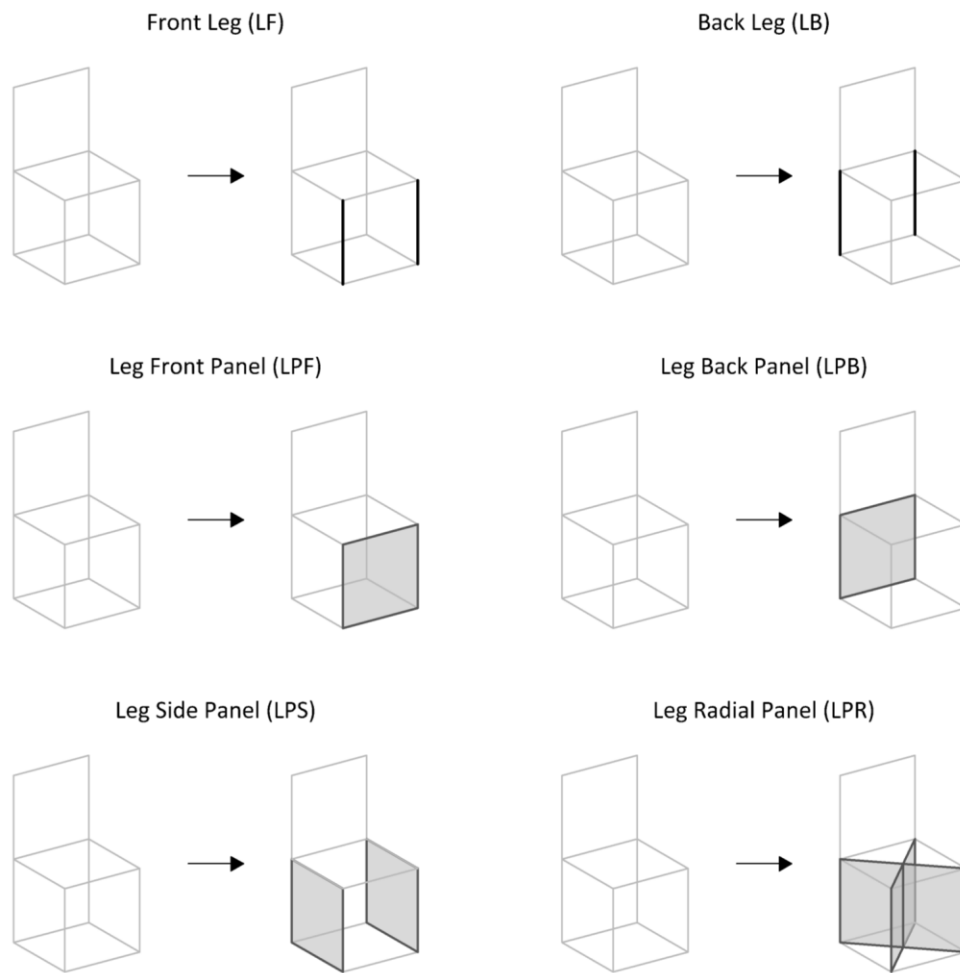 Front Leg (LF)
Back Leg (LB)
Leg Front Panel (LPF)
Leg Back Panel (LPB)
Leg Side Panel (LPS)
Leg Radial Panel (LPR)